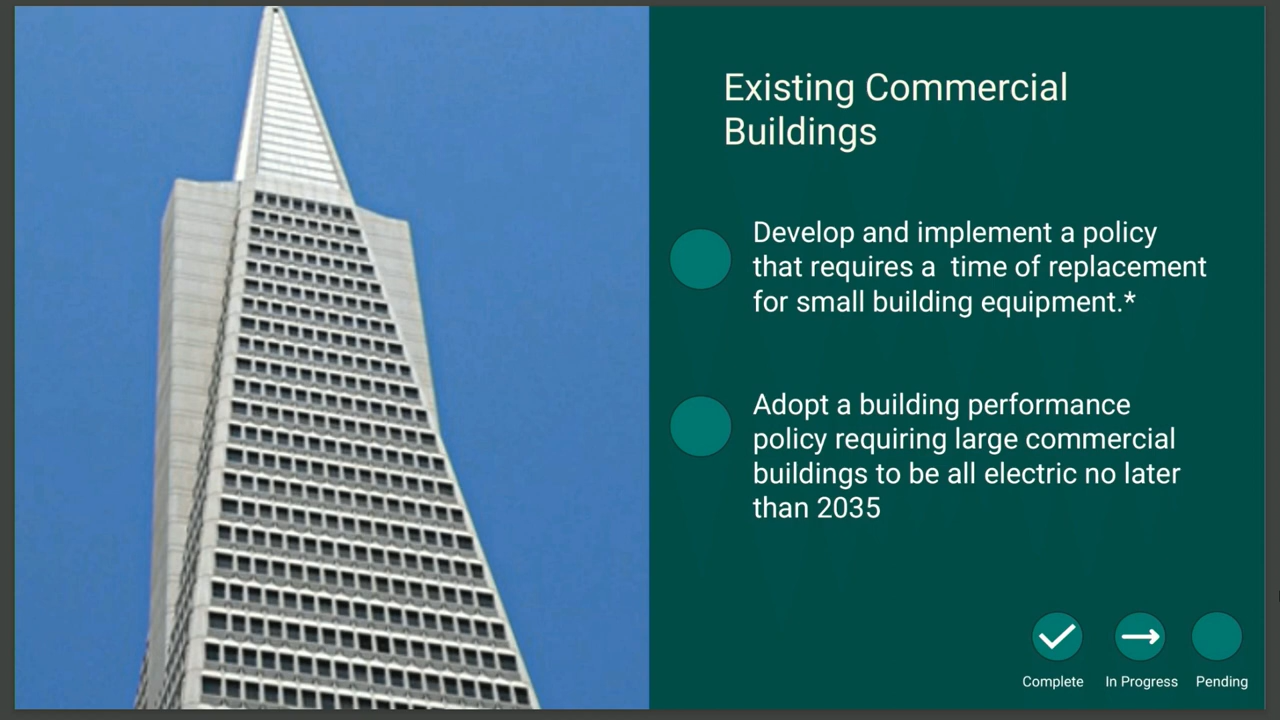 Existing Commercial
Buildings
Develop and implement a policy
that requires a  time of replacement
for small building equipment.*
Adopt a building performance
policy requiring large commercial
buildings to be all electric no later
than 2035
Complete
In Progress
Pending